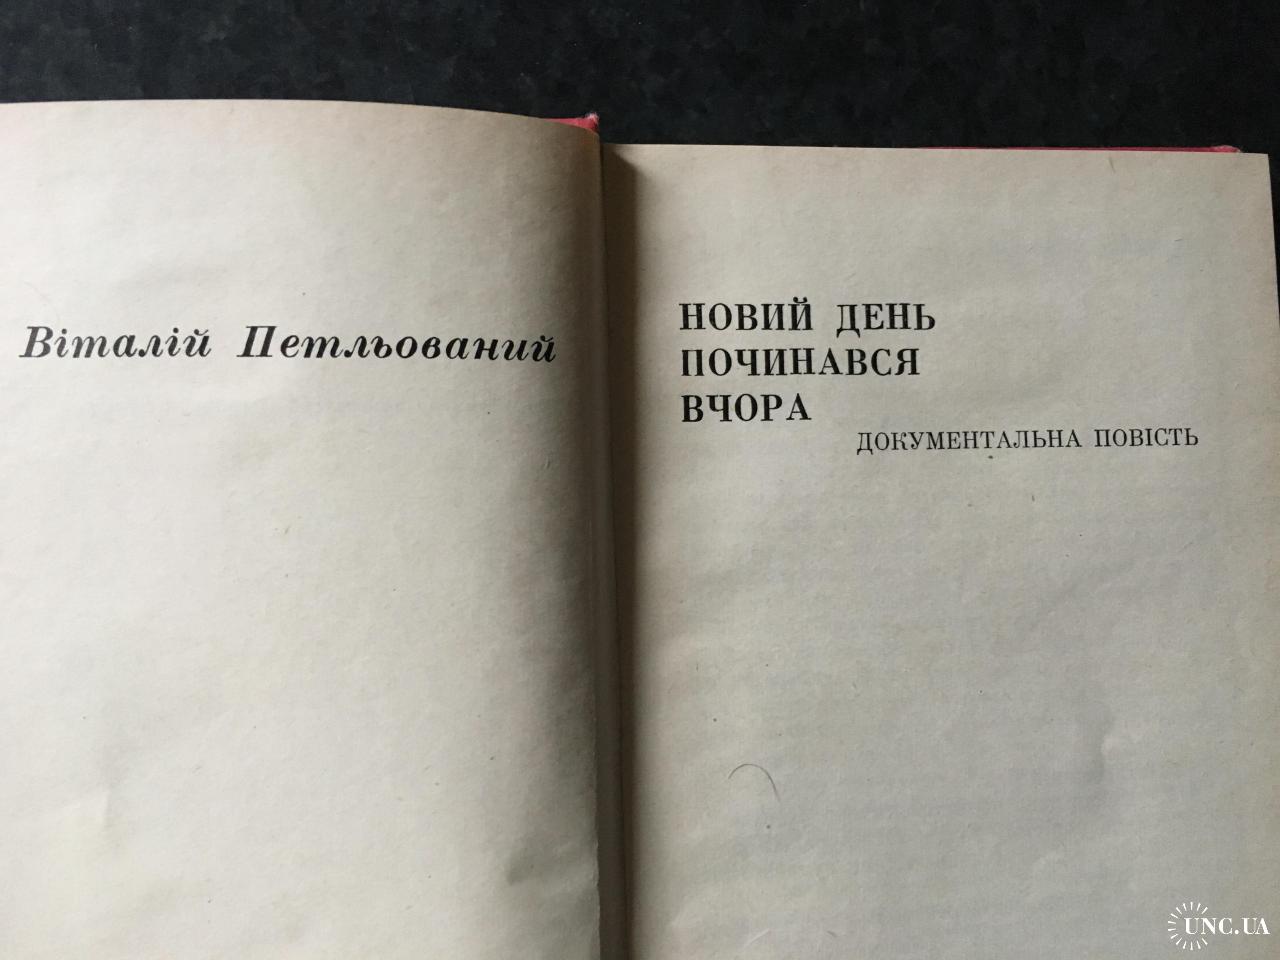 Віталій Петльований
НОВИЙ ДЕНЬ
ПОЧИНАВСЯ
ВЧОРА
ДОКУМЕНТАЛЬНА ПОВІСТЬ
UNC.UA